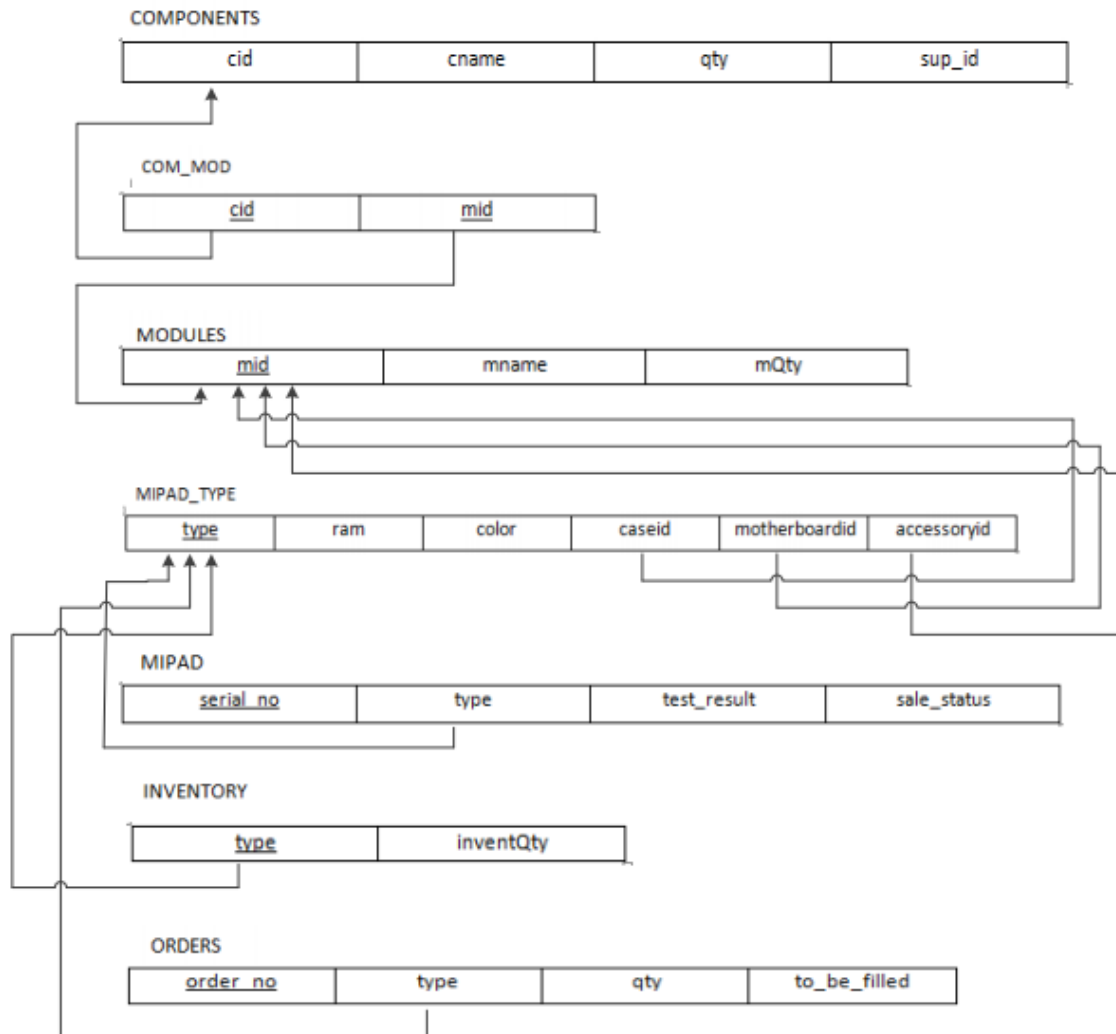 COMPONENTS
cid cname qty sup_id
COM_MOD
cid mid
MODULES
mid mname mQty
MIPAD_TYPE
type ram color caseid motherboardid accessoryid
MIPAD
serial_no type test_result sale_status
INVENTORY
type inventQty
ORDERS
order_no type qty to_be_filled